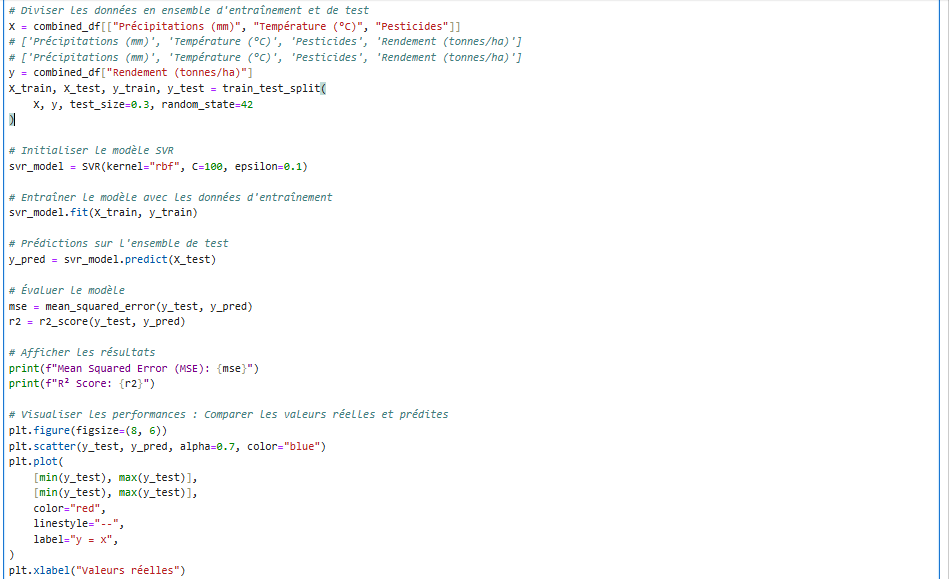 # Diviser les données en ensemble d'entraînement et de test
X = combined_df[["Précipitations (mm)", "Température (°C)", "Pesticides"]]
# ['Précipitations (mm)', 'Température (°C)', 'Pesticides', 'Rendement (tonnes/ha)']
# ['Précipitations (mm)', 'Température (°C)', 'Pesticides', 'Rendement (tonnes/ha)']
y = combined_df["Rendement (tonnes/ha)"]
X_train, X_test, y_train, y_test = train_test_split(
    X, y, test_size=0.3, random_state=42
)
# Initialiser le modèle SVR
svr_model = SVR(kernel="rbf", C=100, epsilon=0.1)
# Entraîner le modèle avec les données d'entraînement
svr_model.fit(X_train, y_train)
# Prédictions sur l'ensemble de test
y_pred = svr_model.predict(X_test)
# Évaluer le modèle
mse = mean_squared_error(y_test, y_pred)
r2 = r2_score(y_test, y_pred)
# Afficher les résultats
print(f"Mean Squared Error (MSE): {mse}")
print(f"R² Score: {r2}")
# Visualiser les performances : Comparer les valeurs réelles et prédites
plt.figure(figsize=(8, 6))
plt.scatter(y_test, y_pred, alpha=0.7, color="blue")
plt.plot(
    [min(y_test), max(y_test)],
    [min(y_test), max(y_test)],
    color="red",
    linestyle="--",
    label="y = x",
)
plt.xlabel("Valeurs réelles")